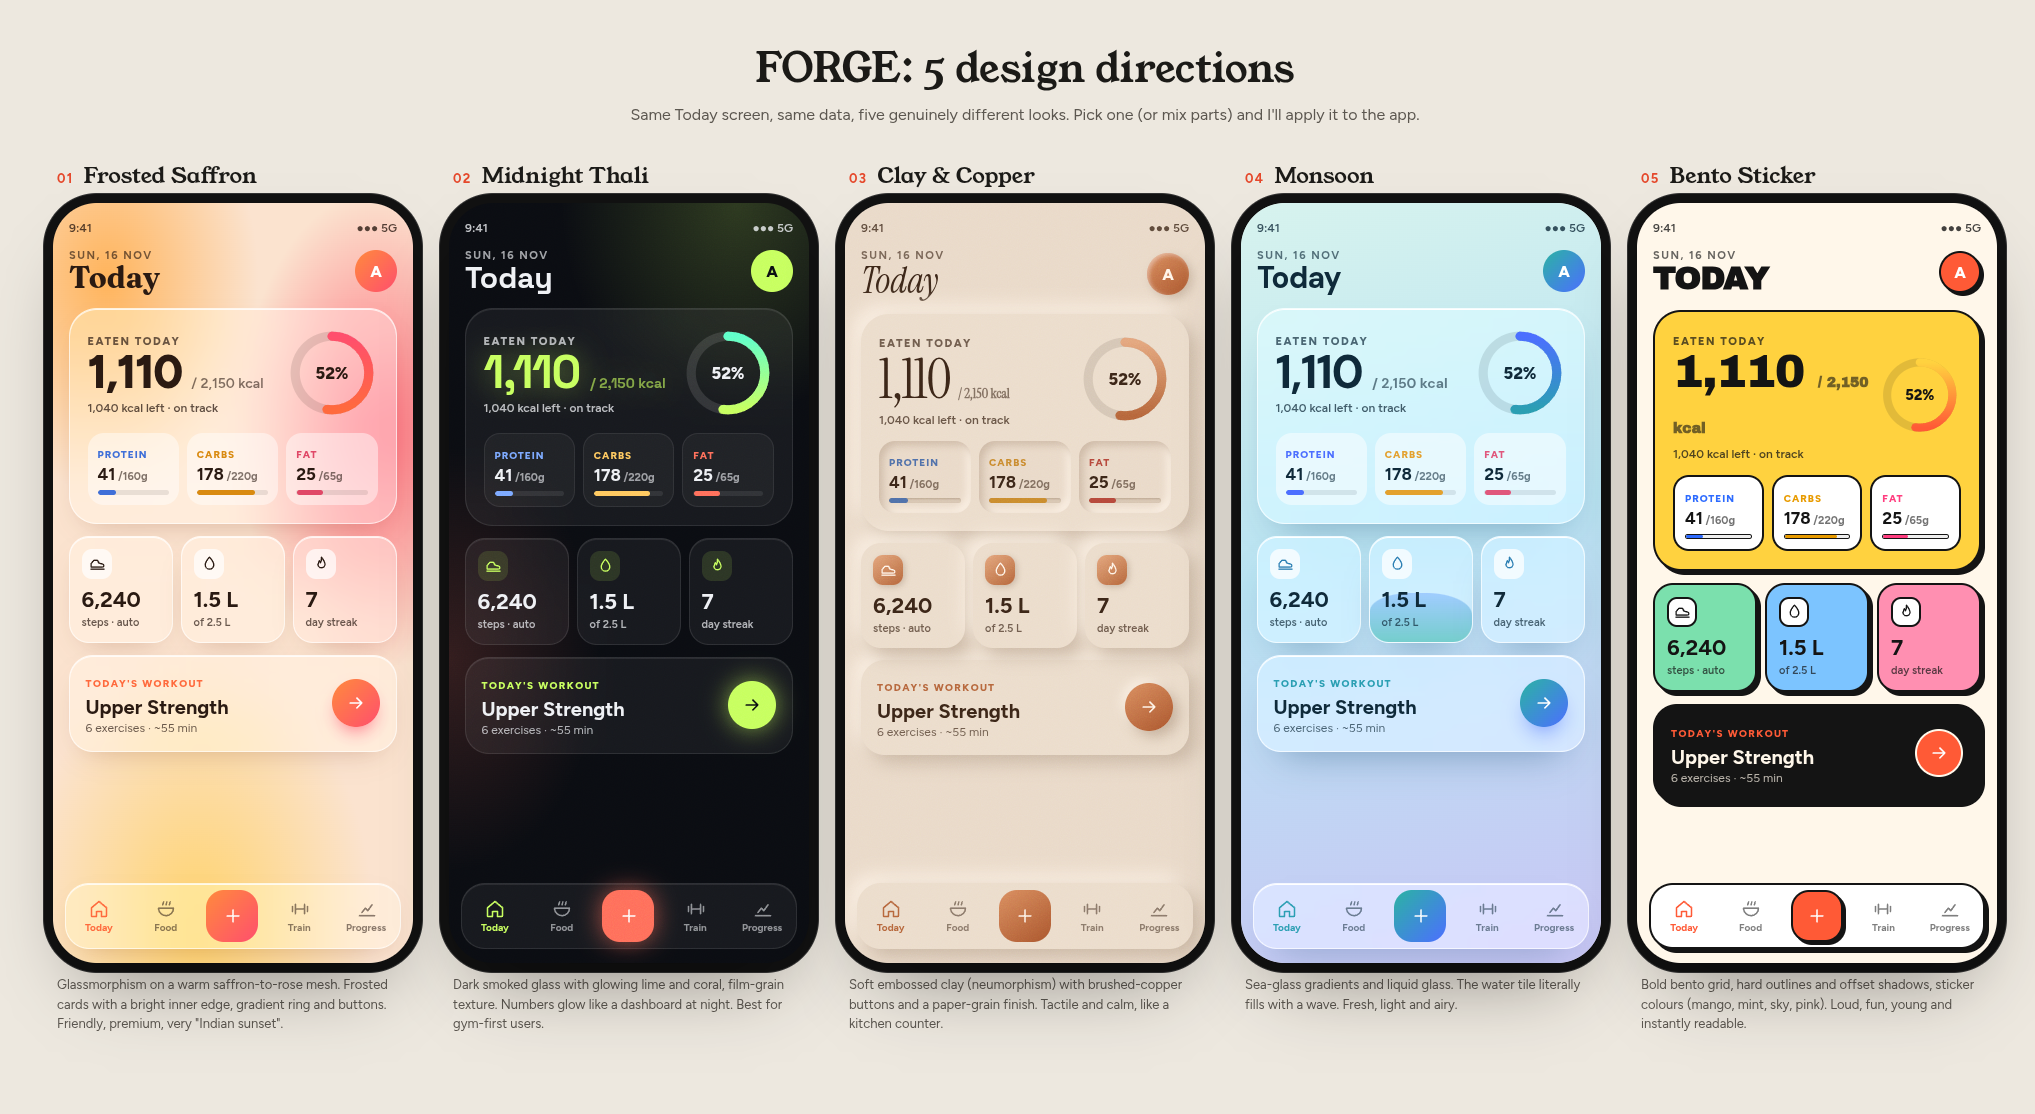 FORGE: 5 design directions
Same Today screen, same data, five genuinely different looks. Pick one (or mix parts) and I'll apply it to the app.
01 Frosted Saffron
9:41
●●● 5G
SUN, 16 NOV
Today
A
EATEN TODAY
1,110 / 2,150 kcal
1,040 kcal left · on track
52%
PROTEIN
41 /160g
CARBS
178 /220g
FAT
25 /65g
6,240
steps · auto
1.5 L
of 2.5 L
7
day streak
TODAY'S WORKOUT
Upper Strength
6 exercises · ~55 min
Today
Food
+
Train
Progress
Glassmorphism on a warm saffron-to-rose mesh. Frosted
cards with a bright inner edge, gradient ring and buttons.
Friendly, premium, very "Indian sunset".
02 Midnight Thali
9:41
●●● 5G
SUN, 16 NOV
Today
A
EATEN TODAY
1,110 / 2,150 kcal
1,040 kcal left · on track
52%
PROTEIN
41 /160g
CARBS
178 /220g
FAT
25 /65g
6,240
steps · auto
1.5 L
of 2.5 L
7
day streak
TODAY'S WORKOUT
Upper Strength
6 exercises · ~55 min
Today
Food
+
Train
Progress
Dark smoked glass with glowing lime and coral, film-grain
texture. Numbers glow like a dashboard at night. Best for
gym-first users.
03 Clay & Copper
9:41
●●● 5G
SUN, 16 NOV
Today
A
EATEN TODAY
1,110 / 2,150 kcal
1,040 kcal left · on track
52%
PROTEIN
41 /160g
CARBS
178 /220g
FAT
25 /65g
6,240
steps · auto
1.5 L
of 2.5 L
7
day streak
TODAY'S WORKOUT
Upper Strength
6 exercises · ~55 min
Today
Food
+
Train
Progress
Soft embossed clay (neumorphism) with brushed-copper
buttons and a paper-grain finish. Tactile and calm, like a
kitchen counter.
04 Monsoon
9:41
●●● 5G
SUN, 16 NOV
Today
A
EATEN TODAY
1,110 / 2,150 kcal
1,040 kcal left · on track
52%
PROTEIN
41 /160g
CARBS
178 /220g
FAT
25 /65g
6,240
steps · auto
1.5 L
of 2.5 L
7
day streak
TODAY'S WORKOUT
Upper Strength
6 exercises · ~55 min
Today
Food
+
Train
Progress
Sea-glass gradients and liquid glass. The water tile literally
fills with a wave. Fresh, light and airy.
05 Bento Sticker
9:41
●●● 5G
SUN, 16 NOV
TODAY
A
EATEN TODAY
1,110 / 2,150
kcal
1,040 kcal left · on track
52%
PROTEIN
41 /160g
CARBS
178 /220g
FAT
25 /65g
6,240
steps · auto
1.5 L
of 2.5 L
7
day streak
TODAY'S WORKOUT
Upper Strength
6 exercises · ~55 min
Today
Food
+
Train
Progress
Bold bento grid, hard outlines and offset shadows, sticker
colours (mango, mint, sky, pink). Loud, fun, young and
instantly readable.